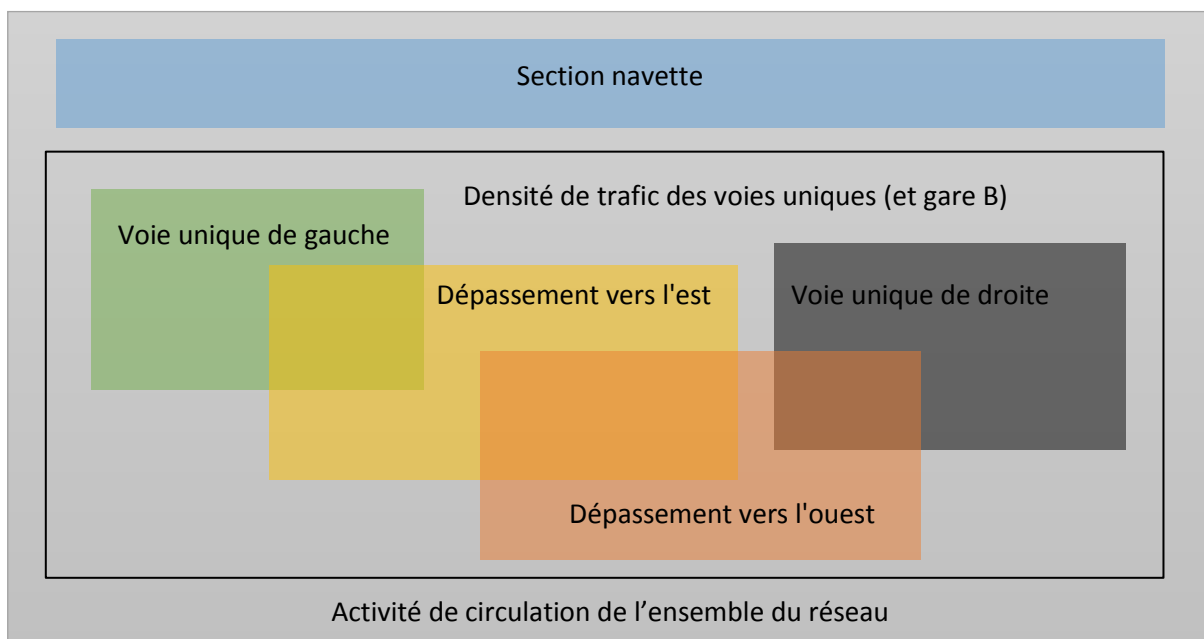 Section navette
Densité de trafic des voies uniques (et gare B)
Voie unique de gauche
Dépassement vers l'est
Voie unique de droite
Dépassement vers l'ouest
Activité de circulation de l’ensemble du réseau